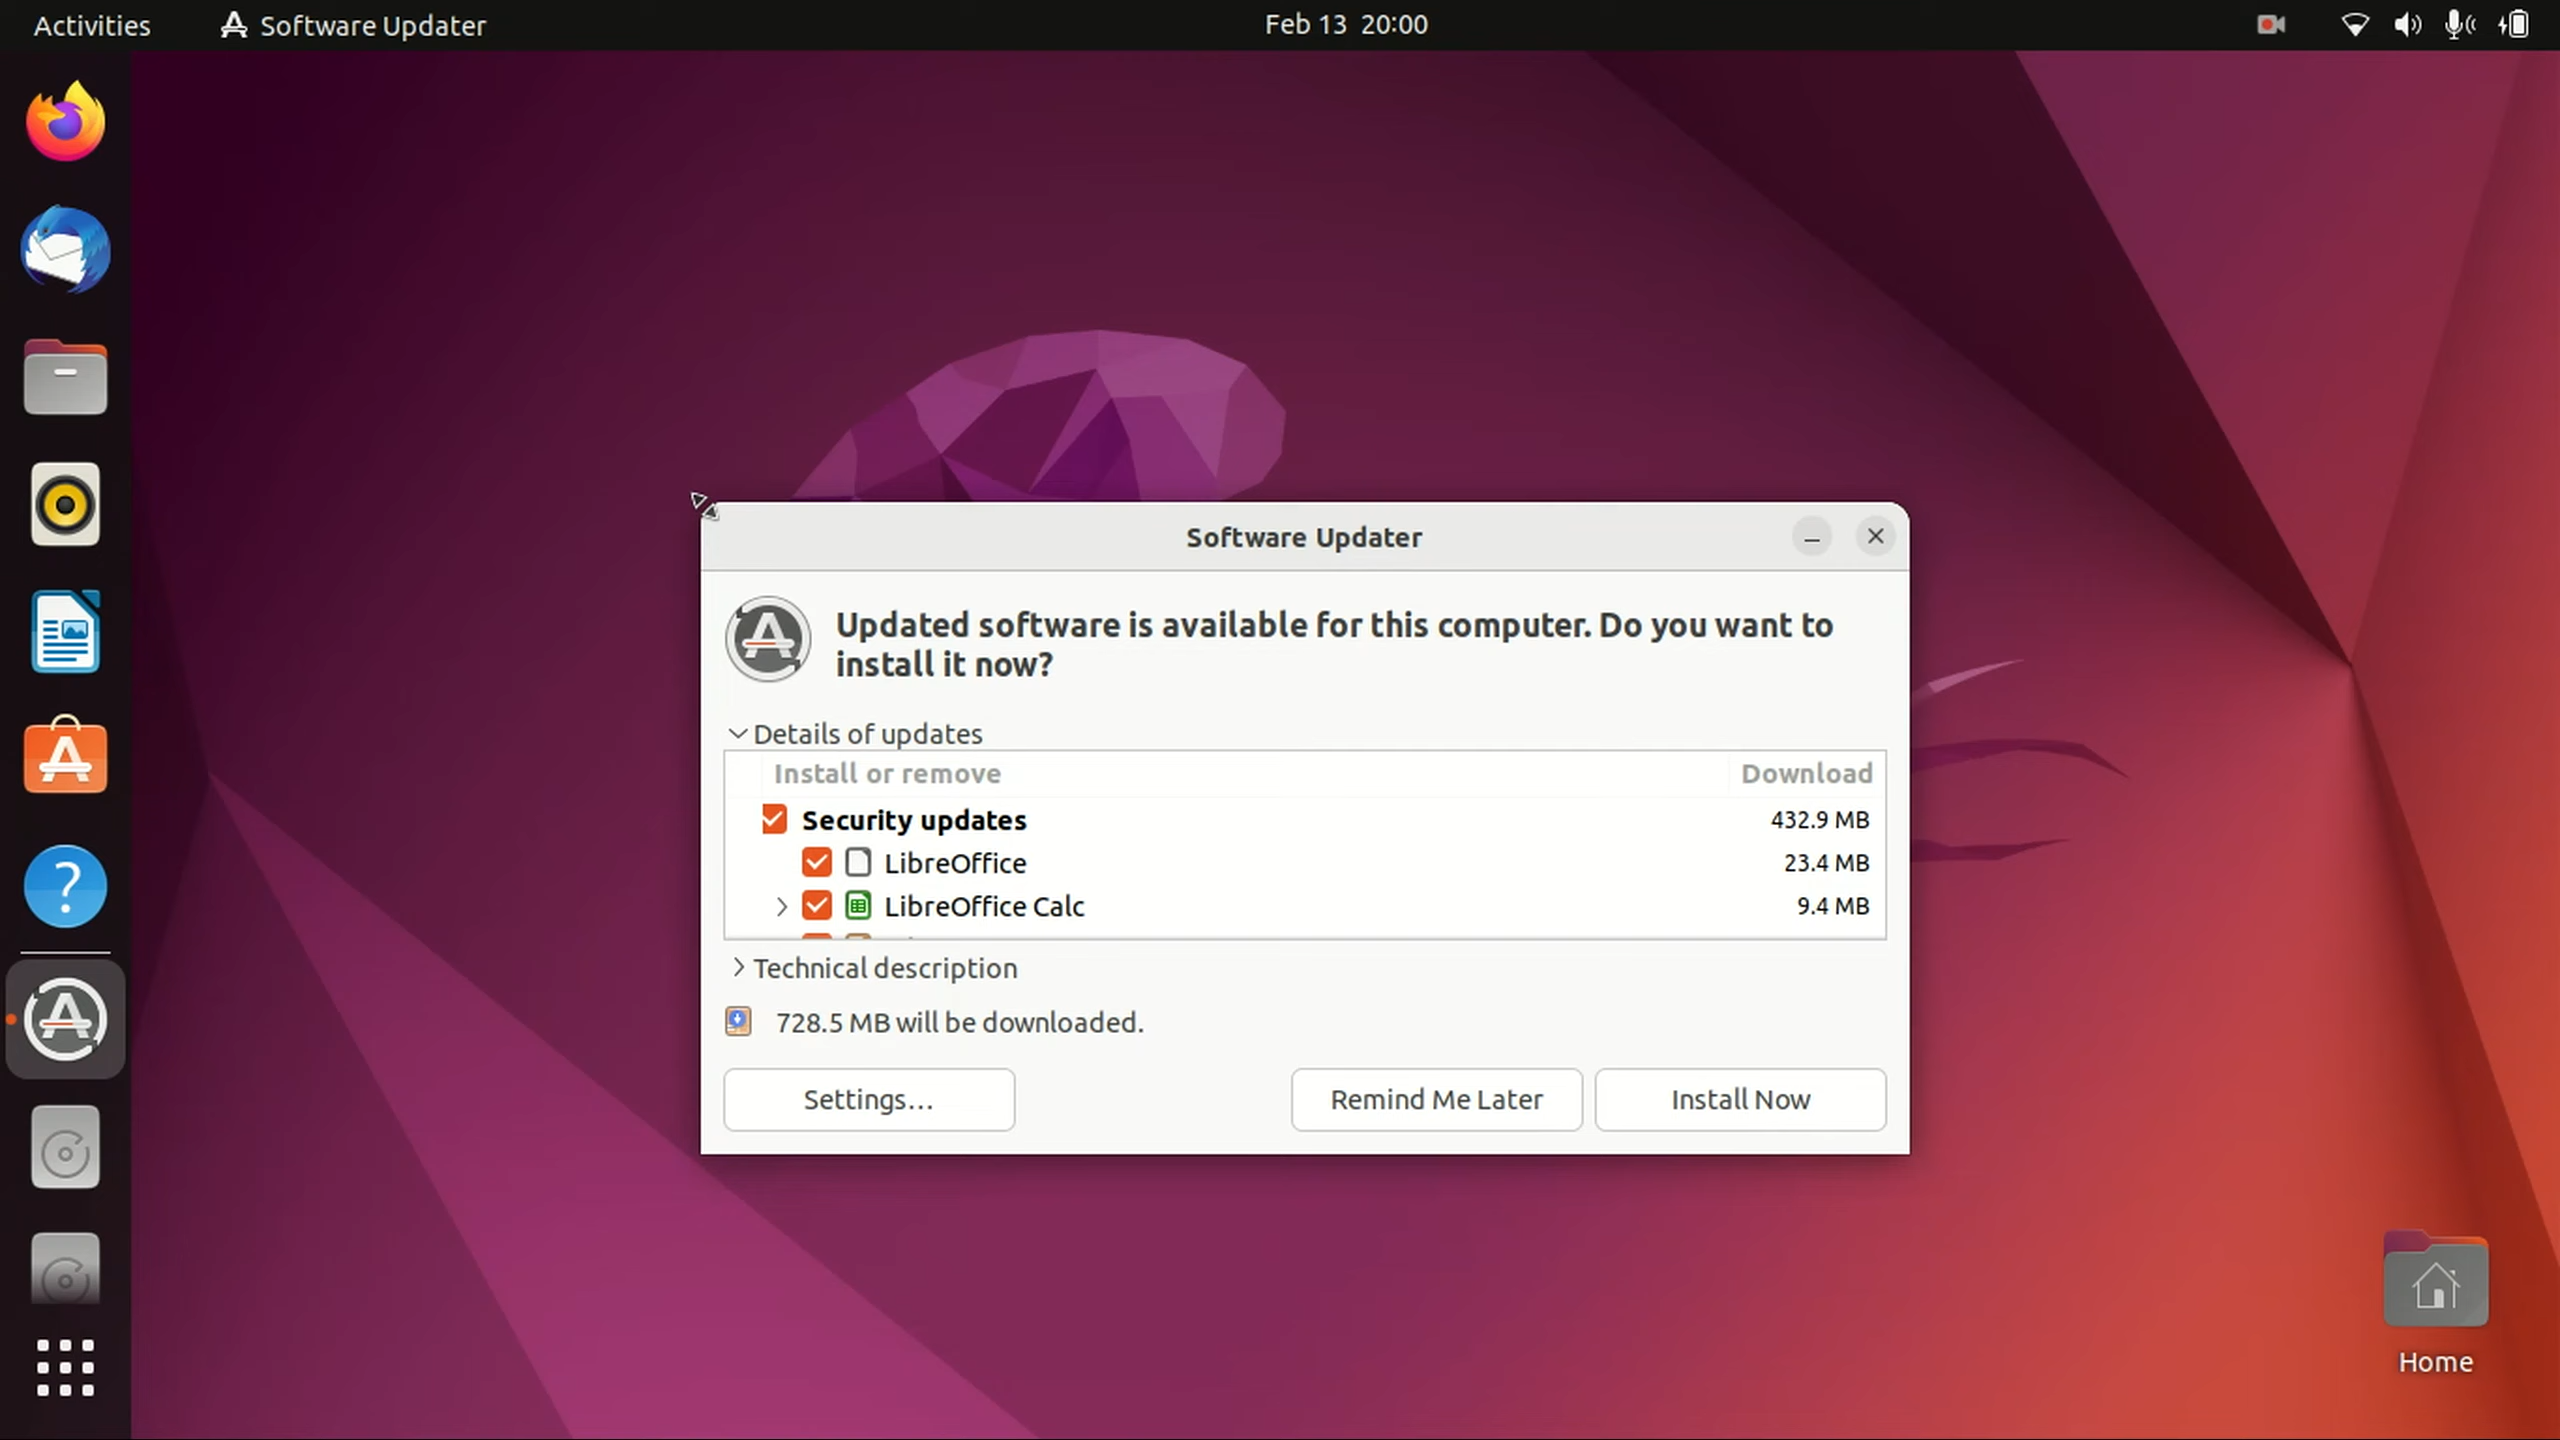 Activities
Software Updater
Feb 13 20:00
Software Updater
Updated software is available for this computer. Do you want to
install it now?
Details of updates
Install or remove Download
Security updates 432.9 MB
LibreOffice 23.4 MB
LibreOffice Calc 9.4 MB
Technical description
728.5 MB will be downloaded.
Settings...
Remind Me Later
Install Now
Home